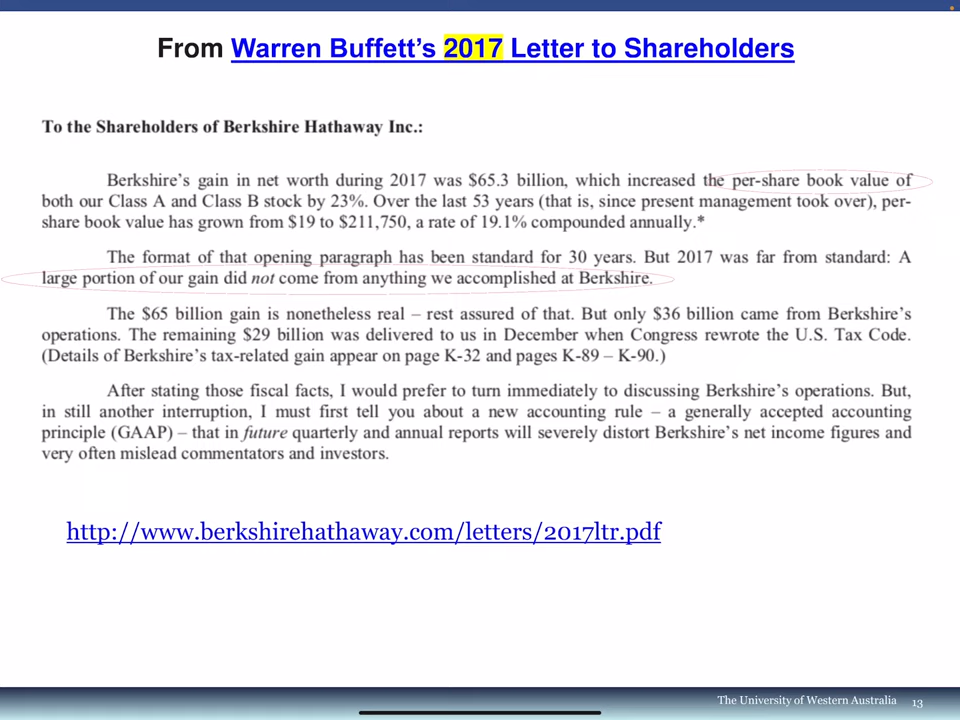 From Warren Buffett's 2017 Letter to Shareholders
To the Shareholders of Berkshire Hathaway Inc.:
Berkshire's gain in net worth during 2017 was $65.3 billion, which increased the per-share book value of
both our Class A and Class B stock by 23%. Over the last 53 years (that is, since present management took over), per-
share book value has grown from $19 to $211,750, a rate of 19.1% compounded annually.*
The format of that opening paragraph has been standard for 30 years. But 2017 was far from standard: A
large portion of our gain did not come from anything we accomplished at Berkshire.
The $65 billion gain is nonetheless real – rest assured of that. But only $36 billion came from Berkshire's
operations. The remaining $29 billion was delivered to us in December when Congress rewrote the U.S. Tax Code.
(Details of Berkshire's tax-related gain appear on page K-32 and pages K-89 – K-90.)
After stating those fiscal facts, I would prefer to turn immediately to discussing Berkshire's operations. But,
in still another interruption, I must first tell you about a new accounting rule – a generally accepted accounting
principle (GAAP) – that in future quarterly and annual reports will severely distort Berkshire's net income figures and
very often mislead commentators and investors.
http://www.berkshirehathaway.com/letters/2017ltr.pdf
The University of Western Australia 13